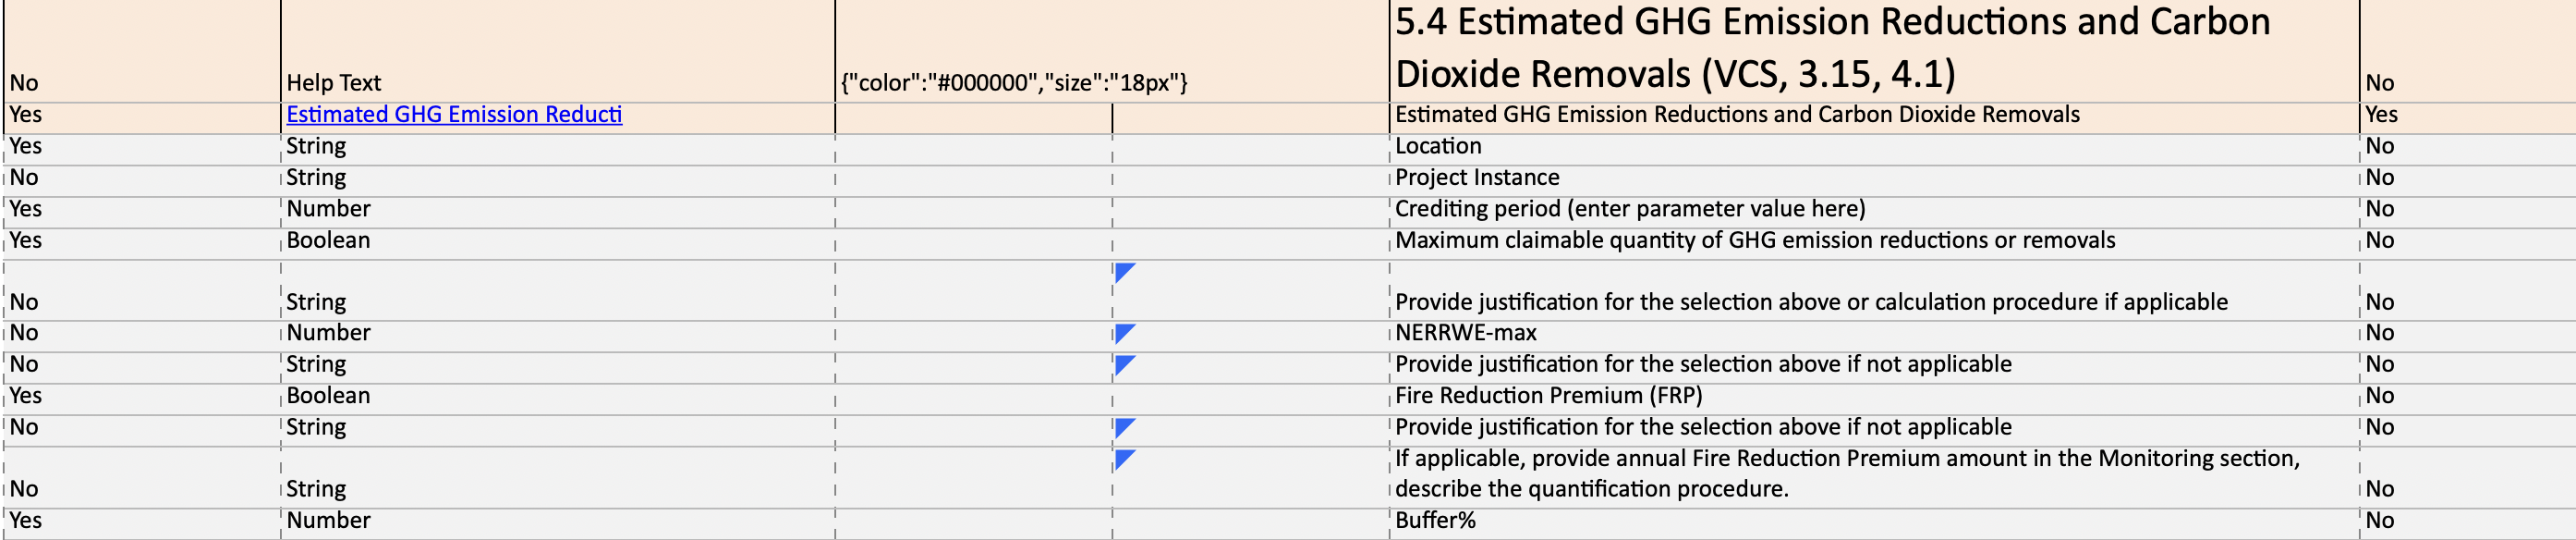 5.4 Estimated GHG Emission Reductions and Carbon
Dioxide Removals (VCS, 3.15, 4.1)
No Help Text {"color":"#000000","size":"18px"} No
Yes Estimated GHG Emission Reducti Estimated GHG Emission Reductions and Carbon Dioxide Removals Yes
Yes String Location No
No String Project Instance No
Yes Number Crediting period (enter parameter value here) No
Yes Boolean Maximum claimable quantity of GHG emission reductions or removals No
No String Provide justification for the selection above or calculation procedure if applicable No
No Number NERRWE-max No
No String Provide justification for the selection above if not applicable No
Yes Boolean Fire Reduction Premium (FRP) No
No String Provide justification for the selection above if not applicable No
If applicable, provide annual Fire Reduction Premium amount in the Monitoring section,
No String describe the quantification procedure. No
Yes Number Buffer% No